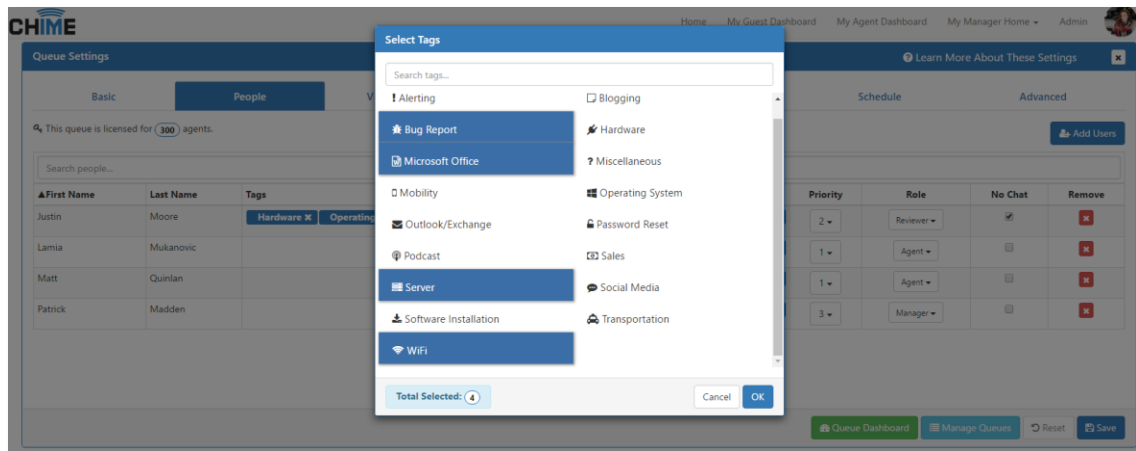 CHIME
Home My Guest Dashboard My Agent Dashboard My Manager Home Admin
Queue Settings
Learn More About These Settings
Basic People V Schedule Advanced
This queue is licensed for 300 agents.
Add Users
Search people...
First Name Last Name Tags Priority Role No Chat Remove
Justin Moore Hardware Operating 2 Reviewer
Lamia Mukanovic 1 Agent
Matt Quinlan 1 Agent
Patrick Madden 3 Manager
Select Tags
Search tags...
Alerting Blogging
Bug Report Hardware
Microsoft Office ? Miscellaneous
Mobility Operating System
Outlook/Exchange Password Reset
Podcast Sales
Server Social Media
Software Installation Transportation
WiFi
Total Selected: 4
Cancel OK
Queue Dashboard Manage Queues Reset Save